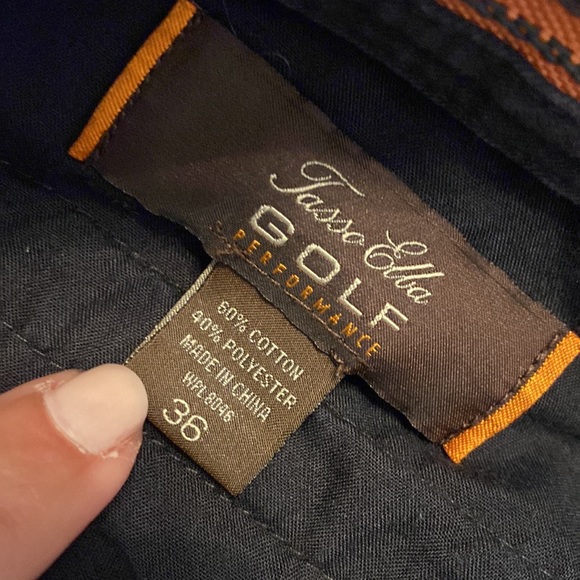 Tasso Elba
GOLF
PERFORMANCE
60% COTTON
40% POLYESTER
MADE IN CHINA
WPL8046
36